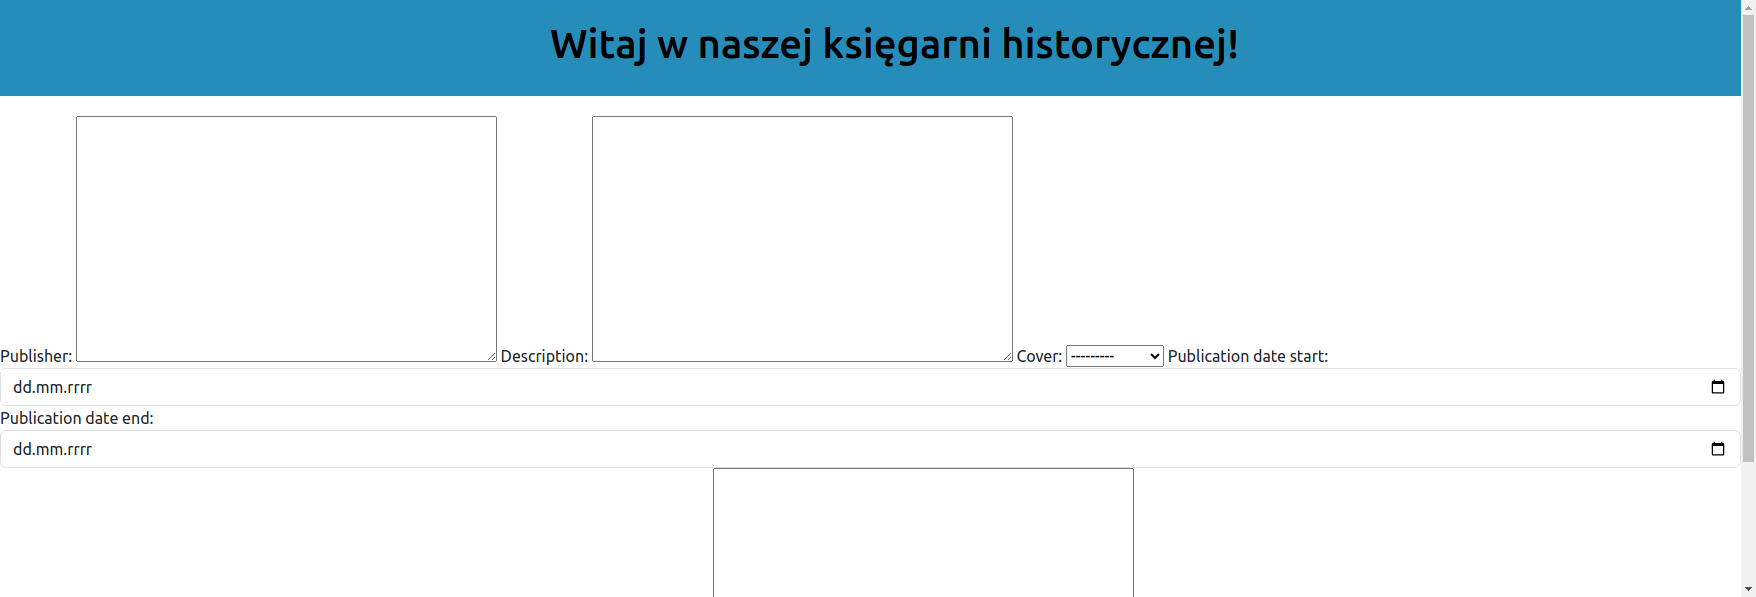 Witaj w naszej księgarni historycznej!
Publisher: Description: Cover: --------- Publication date start:
dd.mm.rrrr
Publication date end:
dd.mm.rrrr